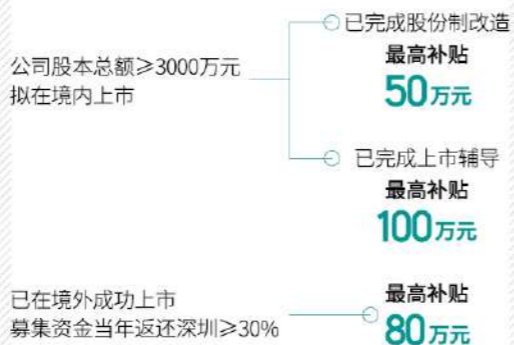 公司股本总额≥3000万元
拟在境内上市
已完成股份制改造
最高补贴
50万元
已完成上市辅导
最高补贴
100万元
已在境外成功上市
募集资金当年返还深圳≥30%
最高补贴
80万元